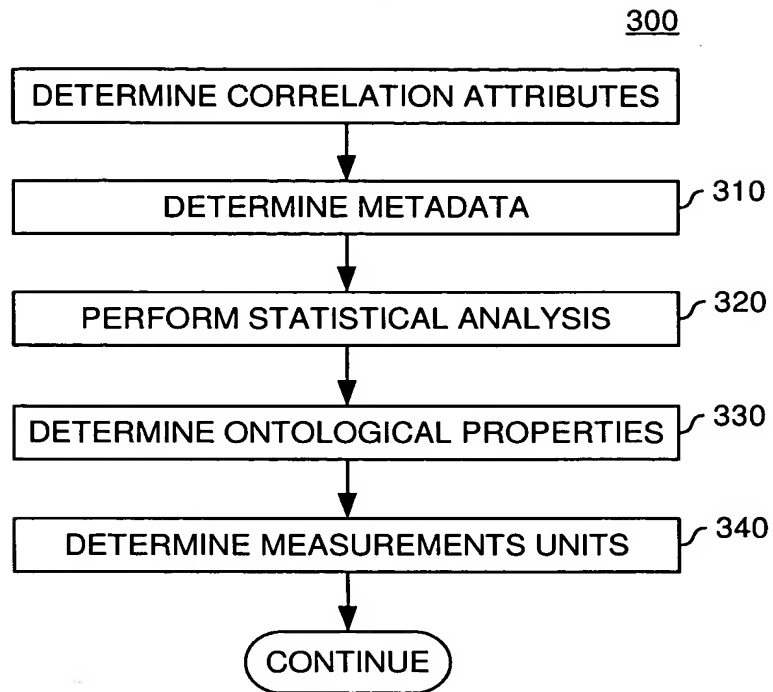 300
DETERMINE CORRELATION ATTRIBUTES
DETERMINE METADATA
310
PERFORM STATISTICAL ANALYSIS
320
DETERMINE ONTOLOGICAL PROPERTIES
330
DETERMINE MEASUREMENTS UNITS
340
CONTINUE